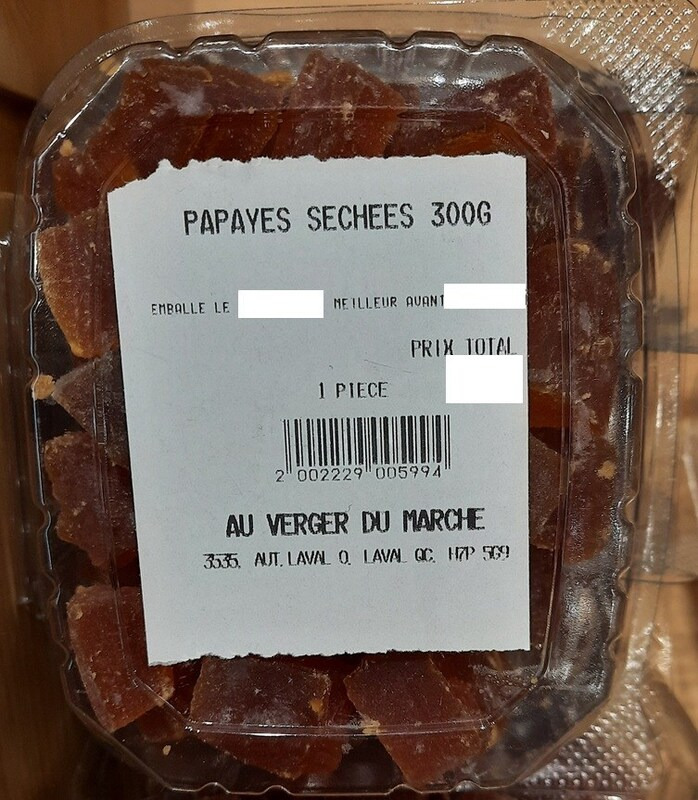 PAPAYES SECHEES 300G
EMBALLE LE MEILLEUR AVANT
PRIX TOTAL
1 PIECE
2 002229 005994
AU VERGER DU MARCHE
3535, AUT. LAVAL O. LAVAL QC. H7P 5G9